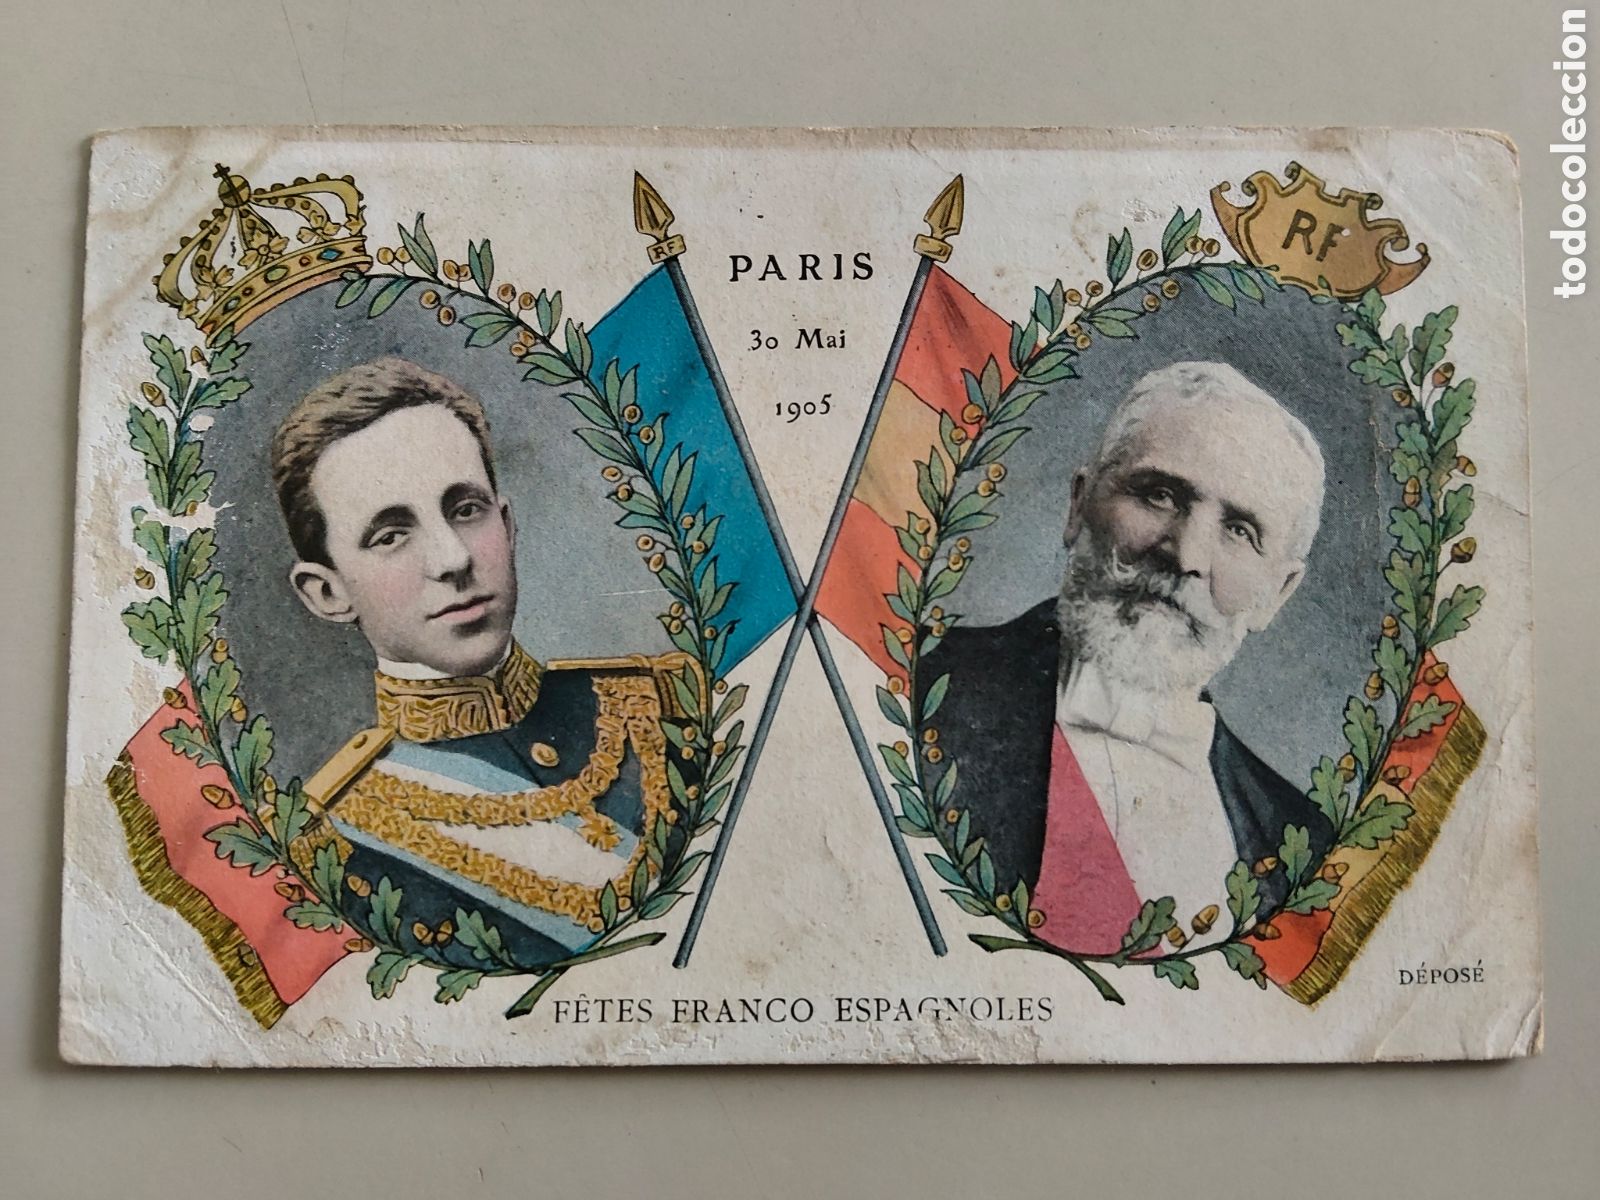 RF
RF
PARIS
30 Mai
1905
FÊTES FRANCO ESPAGNOLES
DÉPOSÉ
todocoleccion